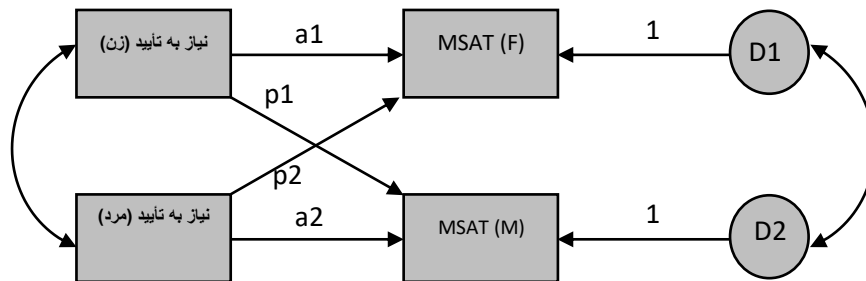 نیاز به تأیید (زن)
a1
MSAT (F)
1
D1
p1
p2
نیاز به تأیید (مرد)
a2
MSAT (M)
1
D2